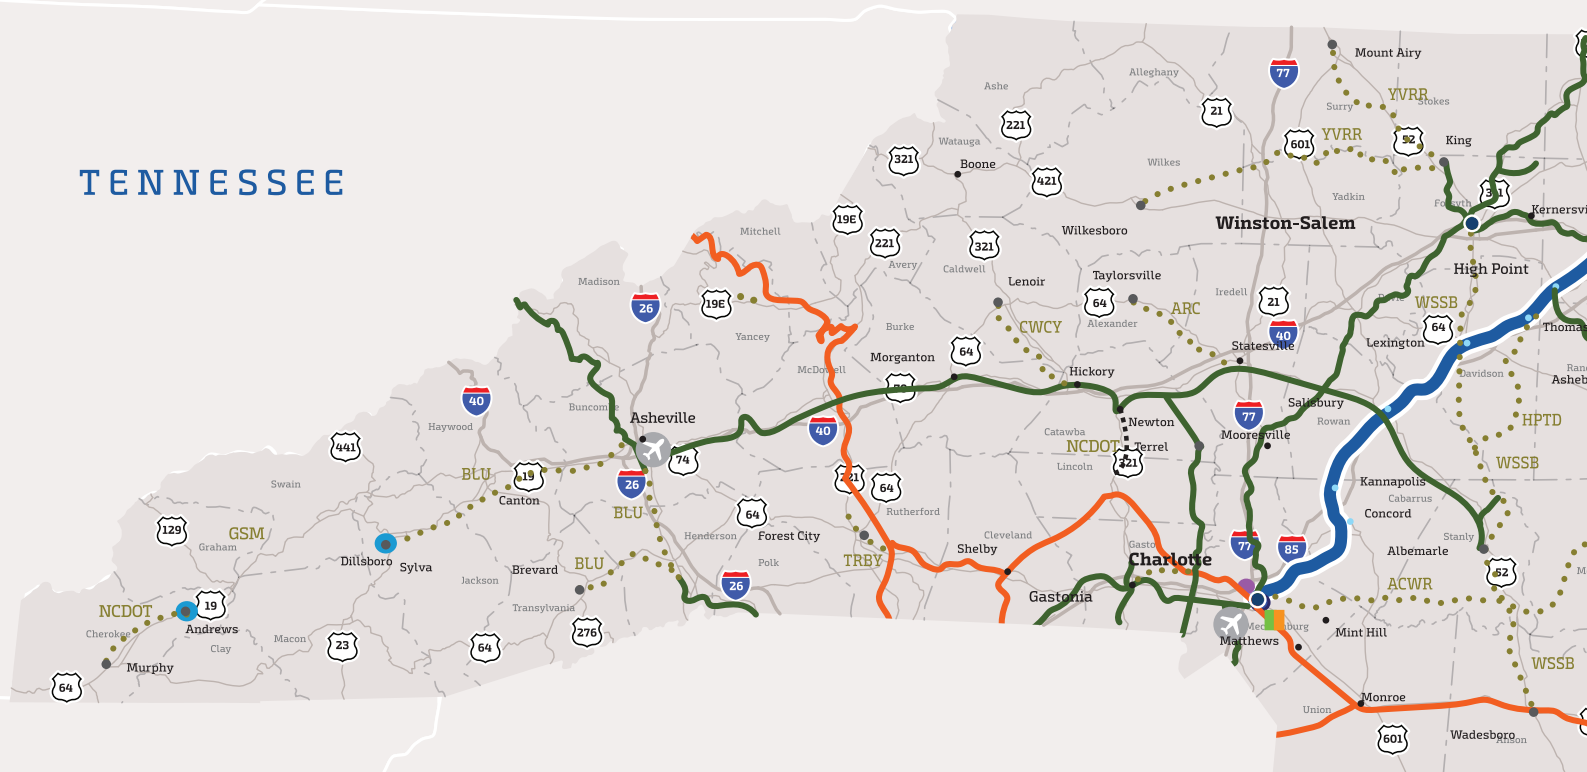 Mount Airy
77
Alleghany
Ashe
YVRR
Stokes
Surry
21
221
YVRR
52
601
King
Watauga
321
Boone
Wilkes
421
TENNESSEE
Yadkin
Forsyth
19E
Kernersvi
Winston-Salem
Mitchell
Wilkesboro
221
321
High Point
Avery
Caldwell
Taylorsville
Madison
Lenoir
Iredell
26
19E
64
ARC
21
WSSB
Alexander
CWCY
Burke
64
Thomas
Yancey
40
Lexington
Statesville
64
Morganton
McDowell
Hickory
Davidson
Asheb
40
Buncombe
Salisbury
Asheville
77
Rowan
HPTD
Haywood
40
Newton
Catawba
Mooresville
441
NCDOT
Terrel
74
321
WSSB
BLU
19
Lincoln
Swain
26
221
64
Kannapolis
Canton
Cabarrus
BLU
64
Rutherford
Concord
129
GSM
Henderson
Forest City
Cleveland
Stanly
Graham
77
85
Gasto
Shelby
Albemarle
Dillsboro
Sylva
Polk
TRBY
Charlotte
Brevard
BLU
52
Jackson
26
ACWR
Gastonia
NCDOT
19
Transylvania
Andrews
276
Cherokee
Macon
Mint Hill
23
64
Matthews
Clay
Murphy
WSSB
64
Monroe
Union
Wadesboro
Anson
601